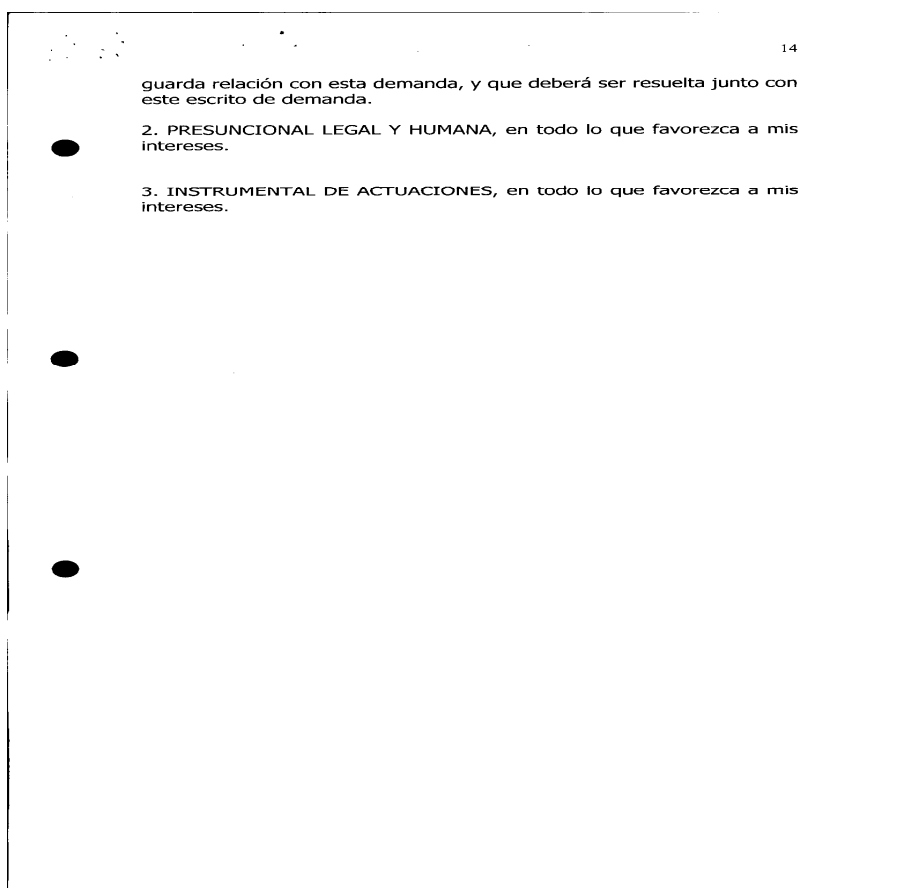 14
guarda relación con esta demanda, y que deberá ser resuelta junto con
este escrito de demanda.
2. PRESUNCIONAL LEGAL Y HUMANA, en todo lo que favorezca a mis
intereses.
3. INSTRUMENTAL DE ACTUACIONES, en todo lo que favorezca a mis
intereses.